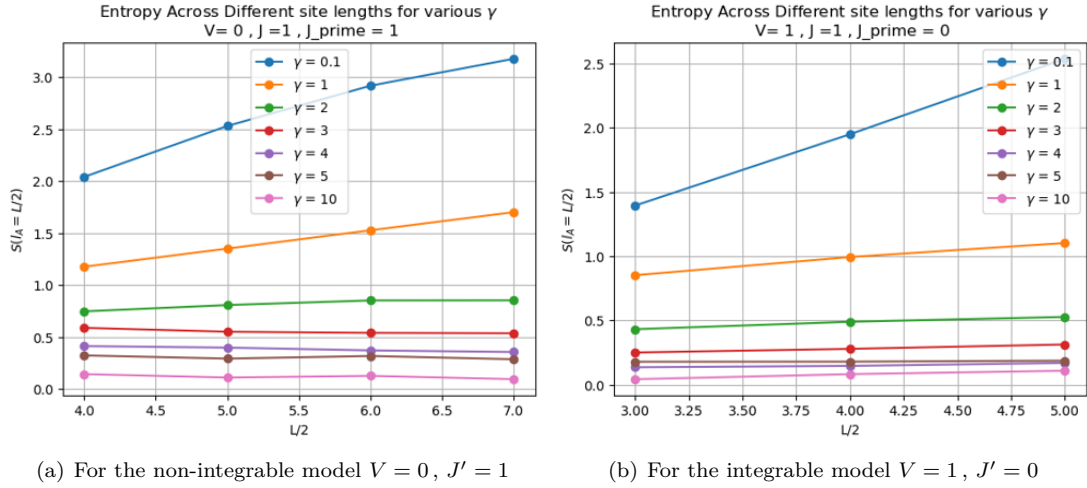 Entropy Across Different site lengths for various γ
V= 0 , J =1 , J_prime = 1
S(l_A = L/2)
3.0
2.5
2.0
1.5
1.0
0.5
0.0
γ = 0.1
γ = 1
γ = 2
γ = 3
γ = 4
γ = 5
γ = 10
4.0 4.5 5.0 5.5 6.0 6.5 7.0
L/2
(a) For the non-integrable model V = 0 , J′ = 1
Entropy Across Different site lengths for various γ
V= 1 , J =1 , J_prime = 0
S(l_A = L/2)
2.5
2.0
1.5
1.0
0.5
0.0
γ = 0.1
γ = 1
γ = 2
γ = 3
γ = 4
γ = 5
γ = 10
3.00 3.25 3.50 3.75 4.00 4.25 4.50 4.75 5.00
L/2
(b) For the integrable model V = 1 , J′ = 0